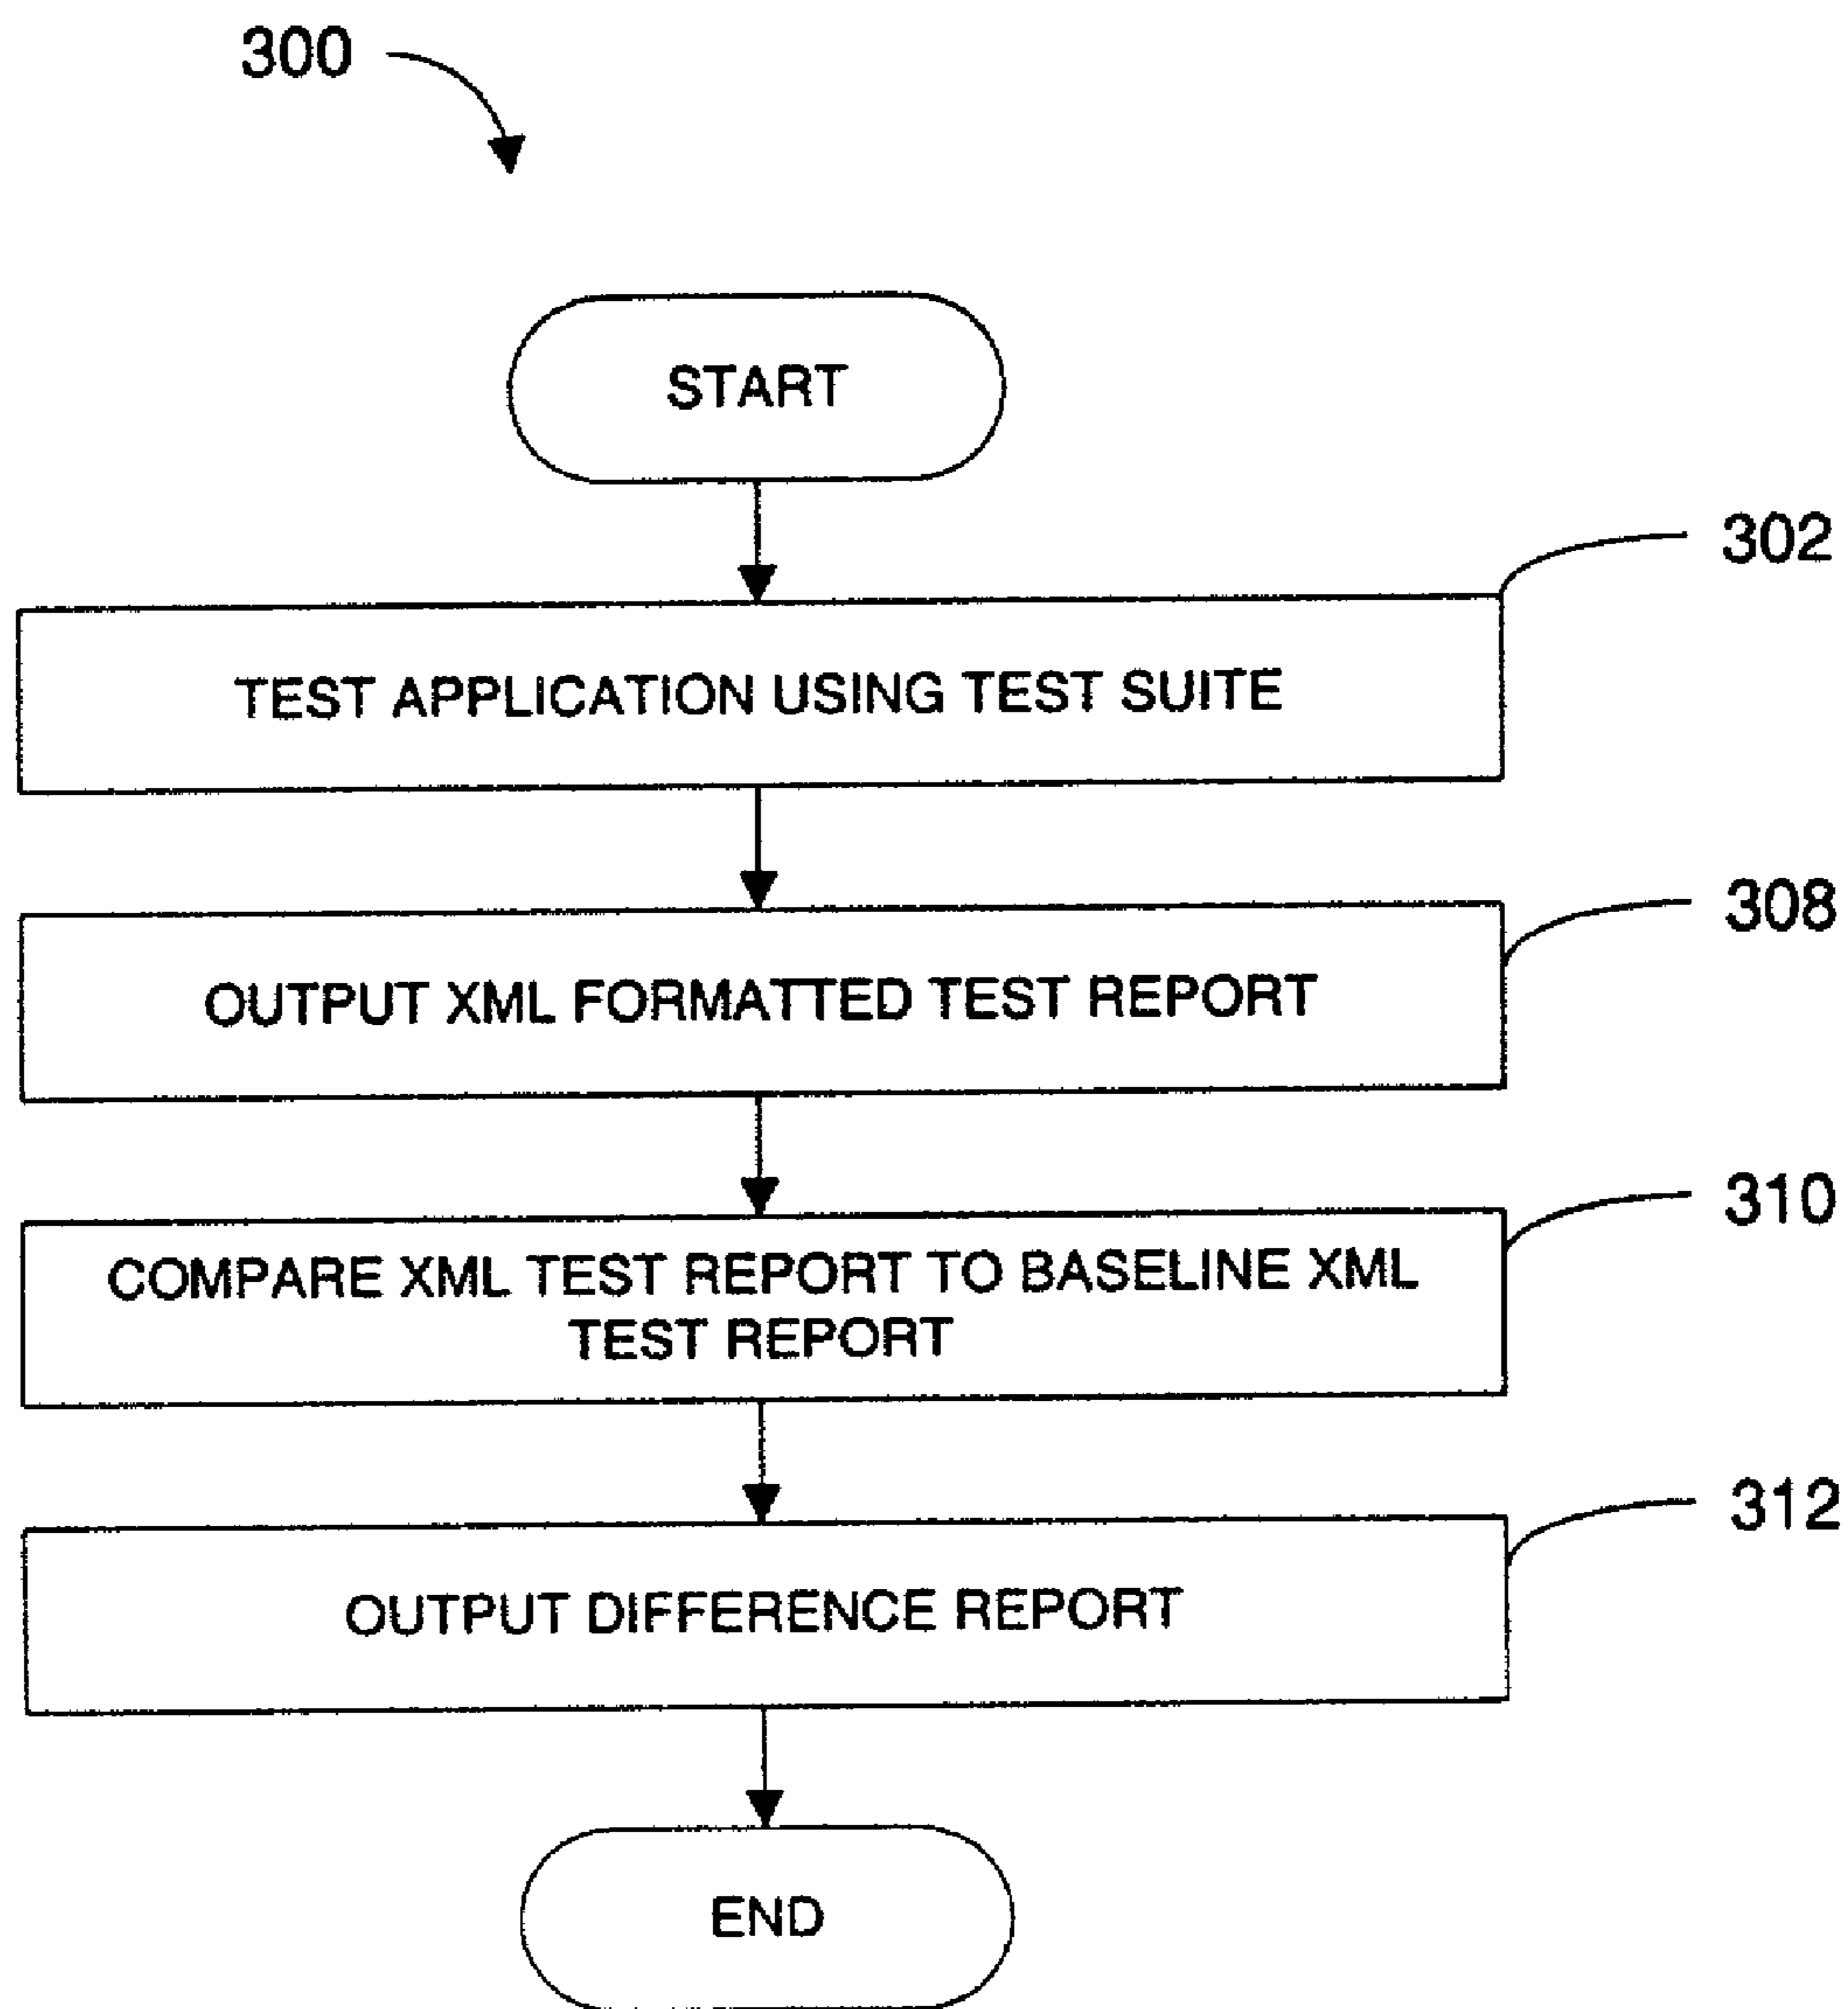 300
START
302
TEST APPLICATION USING TEST SUITE
308
OUTPUT XML FORMATTED TEST REPORT
310
COMPARE XML TEST REPORT TO BASELINE XML
TEST REPORT
312
OUTPUT DIFFERENCE REPORT
END